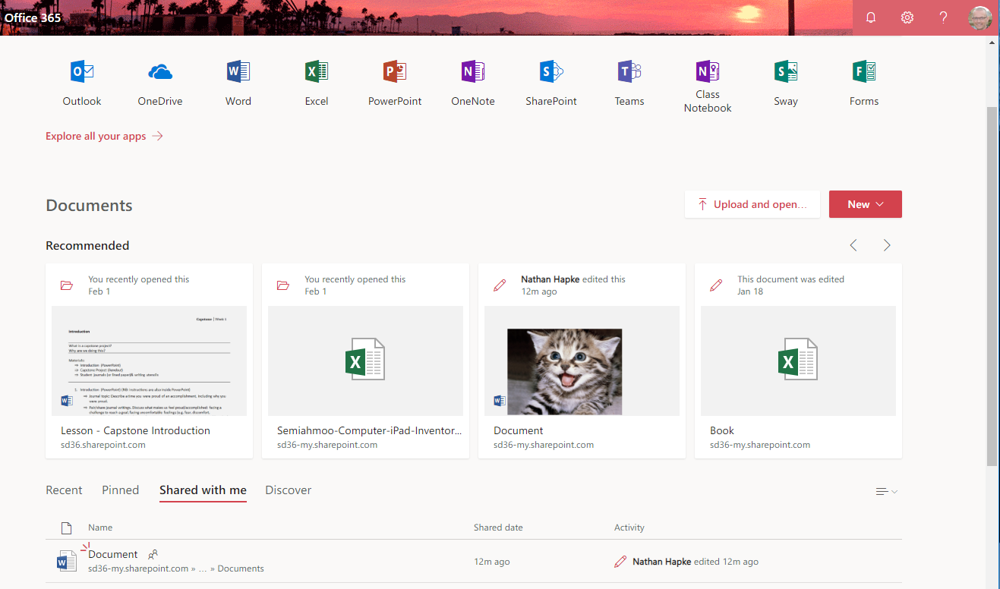 Office 365
Outlook
OneDrive
Word
Excel
PowerPoint
OneNote
SharePoint
Teams
Class
Notebook
Sway
Forms
Explore all your apps
Documents
Upload and open...
New
Recommended
You recently opened this
Feb 1
Capstone | Week 1
Introduction
What is a capstone project?
Why are we doing this?
Materials:
⇒ Introduction (PowerPoint)
⇒ Capstone Project (handout)
⇒ Student journals (or lined paper)& writing utensils
1. Introduction (PowerPoint) (NB: instructions are also inside PowerPoint)
⇒ Journal topic: Describe a time you were proud of an accomplishment, including why you
were proud.
⇒ Pair/share journal writings. Discuss what makes us feel proud/accomplished: facing a
challenge to reach a goal, facing uncomfortable feelings (e.g. fear, discomfort,
Lesson - Capstone Introduction
sd36.sharepoint.com
You recently opened this
Feb 1
Semiahmoo-Computer-iPad-Inventor...
sd36-my.sharepoint.com
Nathan Hapke edited this
12m ago
Document
sd36-my.sharepoint.com
This document was edited
Jan 18
Book
sd36-my.sharepoint.com
Recent
Pinned
Shared with me
Discover
Name
Shared date
Activity
Document
sd36-my.sharepoint.com » ... » Documents
12m ago
Nathan Hapke edited 12m ago